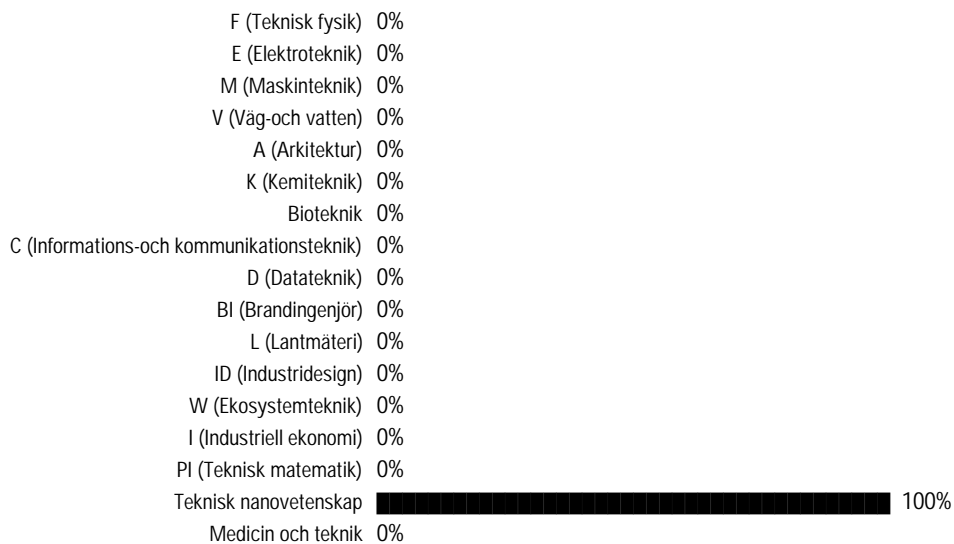 F (Teknisk fysik) 0%
E (Elektroteknik) 0%
M (Maskinteknik) 0%
V (Väg-och vatten) 0%
A (Arkitektur) 0%
K (Kemiteknik) 0%
Bioteknik 0%
C (Informations-och kommunikationsteknik) 0%
D (Datateknik) 0%
BI (Brandingenjör) 0%
L (Lantmäteri) 0%
ID (Industridesign) 0%
W (Ekosystemteknik) 0%
I (Industriell ekonomi) 0%
PI (Teknisk matematik) 0%
Teknisk nanovetenskap 100%
Medicin och teknik 0%